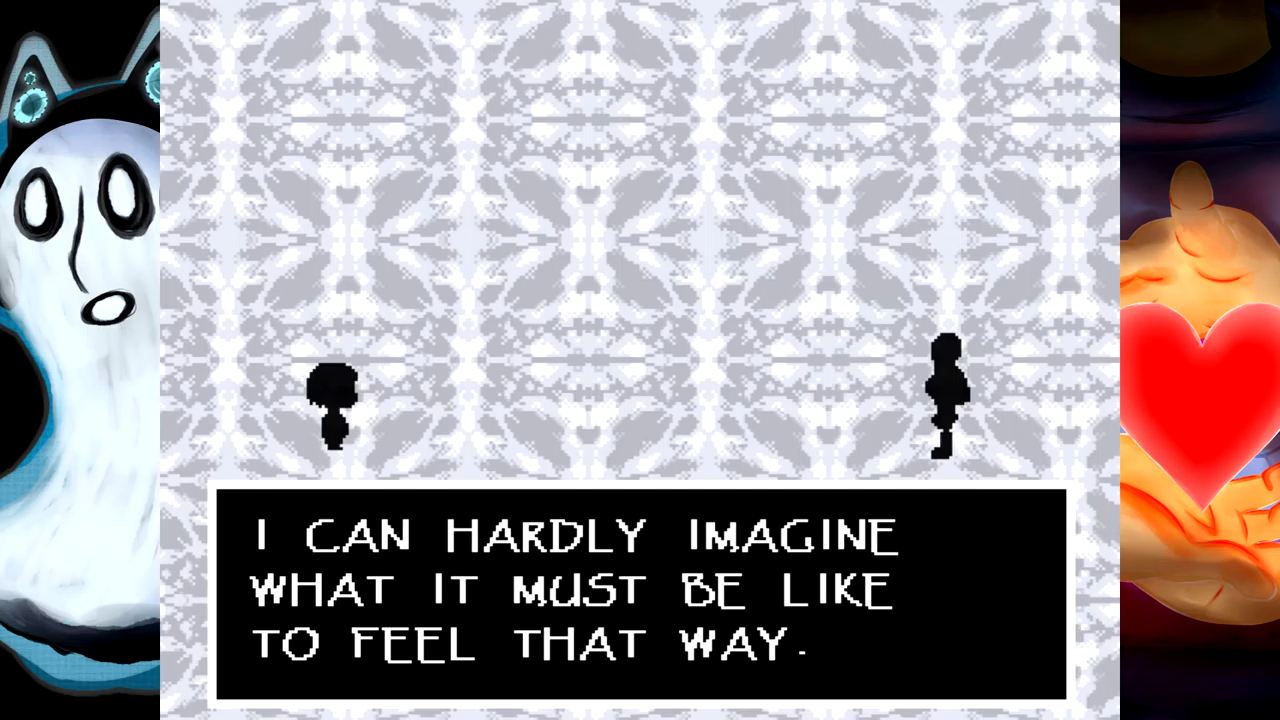 I CAN HARDLY IMAGINE
WHAT IT MUST BE LIKE
TO FEEL THAT WAY.